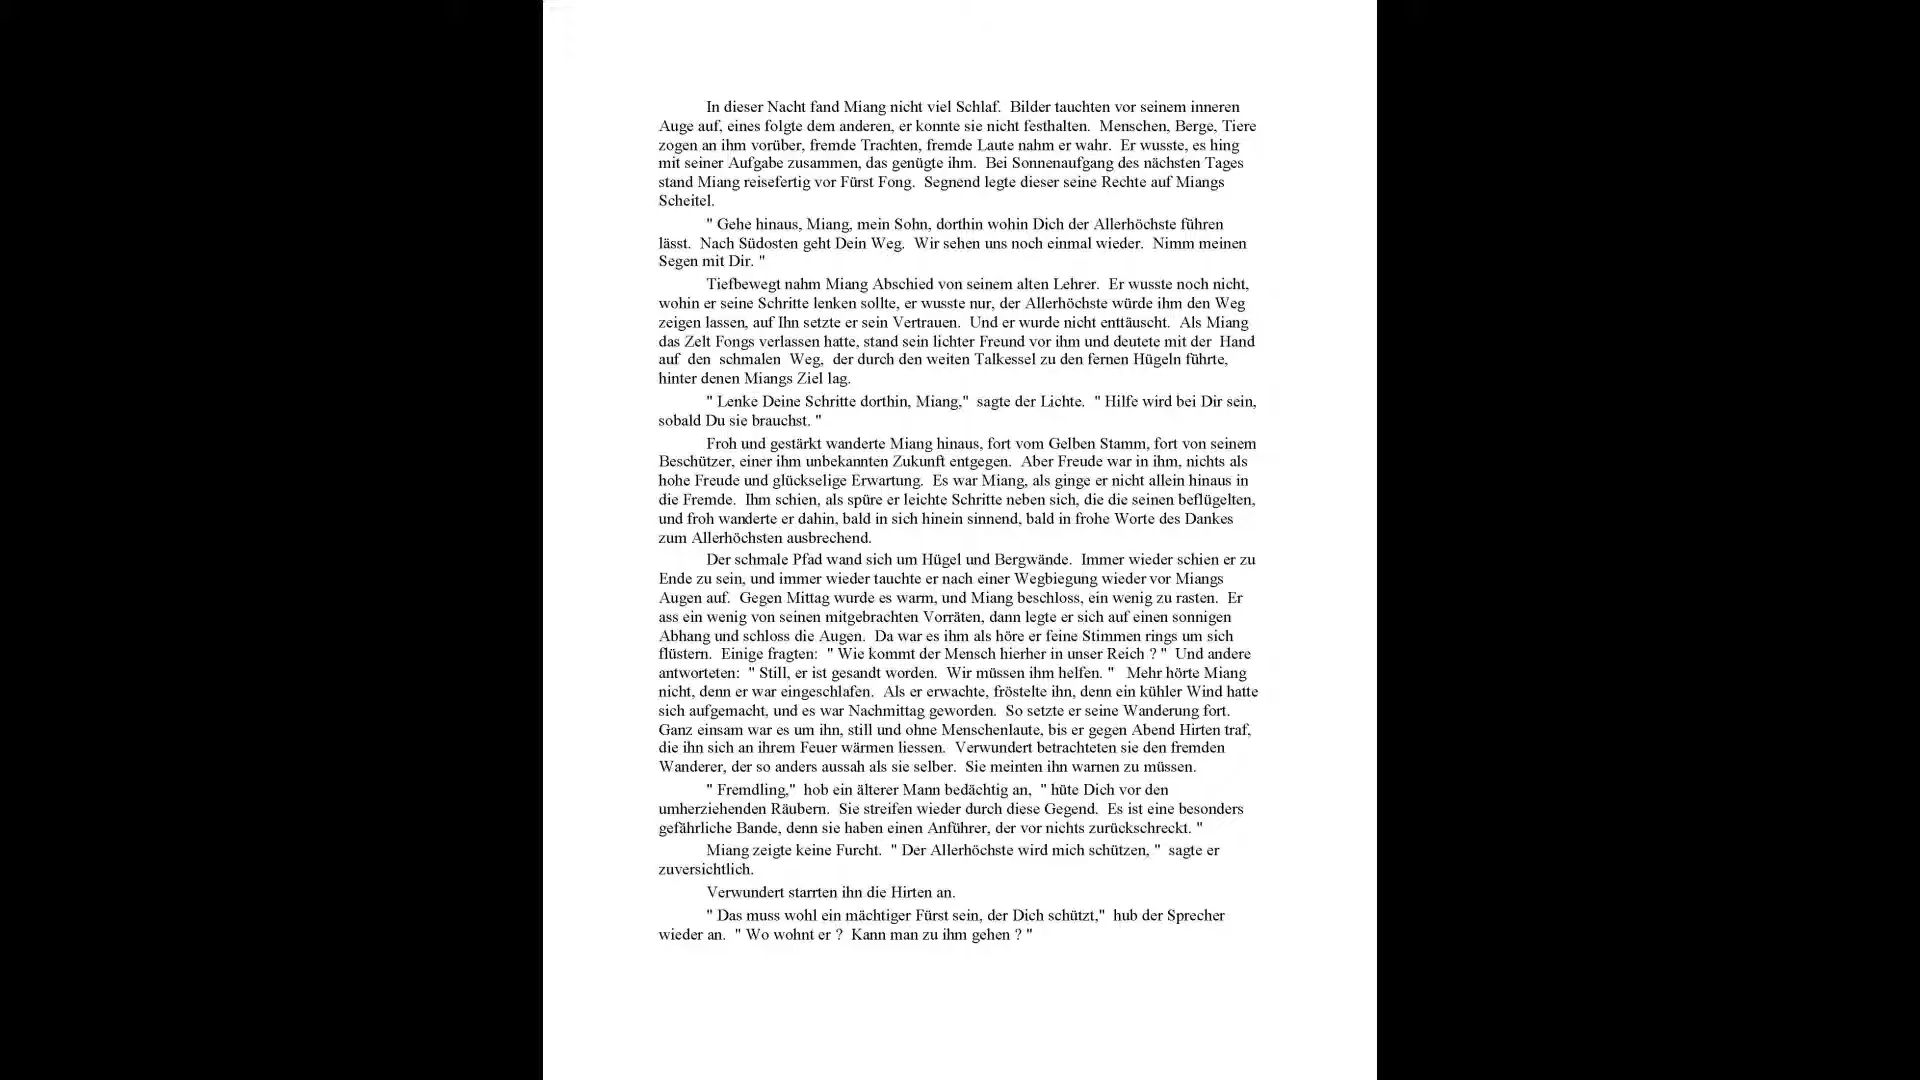 In dieser Nacht fand Miang nicht viel Schlaf.  Bilder tauchten vor seinem inneren
Auge auf, eines folgte dem anderen, er konnte sie nicht festhalten.  Menschen, Berge, Tiere
zogen an ihm vorüber, fremde Trachten, fremde Laute nahm er wahr.  Er wusste, es hing
mit seiner Aufgabe zusammen, das genügte ihm.  Bei Sonnenaufgang des nächsten Tages
stand Miang reisefertig vor Fürst Fong.  Segnend legte dieser seine Rechte auf Miangs
Scheitel.
" Gehe hinaus, Miang, mein Sohn, dorthin wohin Dich der Allerhöchste führen
lässt.  Nach Südosten geht Dein Weg.  Wir sehen uns noch einmal wieder.  Nimm meinen
Segen mit Dir. "
Tiefbewegt nahm Miang Abschied von seinem alten Lehrer.  Er wusste noch nicht,
wohin er seine Schritte lenken sollte, er wusste nur, der Allerhöchste würde ihm den Weg
zeigen lassen, auf Ihn setzte er sein Vertrauen.  Und er wurde nicht enttäuscht.  Als Miang
das Zelt Fongs verlassen hatte, stand sein lichter Freund vor ihm und deutete mit der  Hand
auf  den  schmalen  Weg,  der durch den weiten Talkessel zu den fernen Hügeln führte,
hinter denen Miangs Ziel lag.
" Lenke Deine Schritte dorthin, Miang,"  sagte der Lichte.  " Hilfe wird bei Dir sein,
sobald Du sie brauchst. "
Froh und gestärkt wanderte Miang hinaus, fort vom Gelben Stamm, fort von seinem
Beschützer, einer ihm unbekannten Zukunft entgegen.  Aber Freude war in ihm, nichts als
hohe Freude und glückselige Erwartung.  Es war Miang, als ginge er nicht allein hinaus in
die Fremde.  Ihm schien, als spüre er leichte Schritte neben sich, die die seinen beflügelten,
und froh wanderte er dahin, bald in sich hinein sinnend, bald in frohe Worte des Dankes
zum Allerhöchsten ausbrechend.
Der schmale Pfad wand sich um Hügel und Bergwände.  Immer wieder schien er zu
Ende zu sein, und immer wieder tauchte er nach einer Wegbiegung wieder vor Miangs
Augen auf.  Gegen Mittag wurde es warm, und Miang beschloss, ein wenig zu rasten.  Er
ass ein wenig von seinen mitgebrachten Vorräten, dann legte er sich auf einen sonnigen
Abhang und schloss die Augen.  Da war es ihm als höre er feine Stimmen rings um sich
flüstern.  Einige fragten:  " Wie kommt der Mensch hierher in unser Reich ? "  Und andere
antworteten:  " Still, er ist gesandt worden.  Wir müssen ihm helfen. "   Mehr hörte Miang
nicht, denn er war eingeschlafen.  Als er erwachte, fröstelte ihn, denn ein kühler Wind hatte
sich aufgemacht, und es war Nachmittag geworden.  So setzte er seine Wanderung fort.
Ganz einsam war es um ihn, still und ohne Menschenlaute, bis er gegen Abend Hirten traf,
die ihn sich an ihrem Feuer wärmen liessen.  Verwundert betrachteten sie den fremden
Wanderer, der so anders aussah als sie selber.  Sie meinten ihn warnen zu müssen.
" Fremdling,"  hob ein älterer Mann bedächtig an,  " hüte Dich vor den
umherziehenden Räubern.  Sie streifen wieder durch diese Gegend.  Es ist eine besonders
gefährliche Bande, denn sie haben einen Anführer, der vor nichts zurückschreckt. "
Miang zeigte keine Furcht.  " Der Allerhöchste wird mich schützen, "  sagte er
zuversichtlich.
Verwundert starrten ihn die Hirten an.
" Das muss wohl ein mächtiger Fürst sein, der Dich schützt,"  hub der Sprecher
wieder an.  " Wo wohnt er ?  Kann man zu ihm gehen ? "